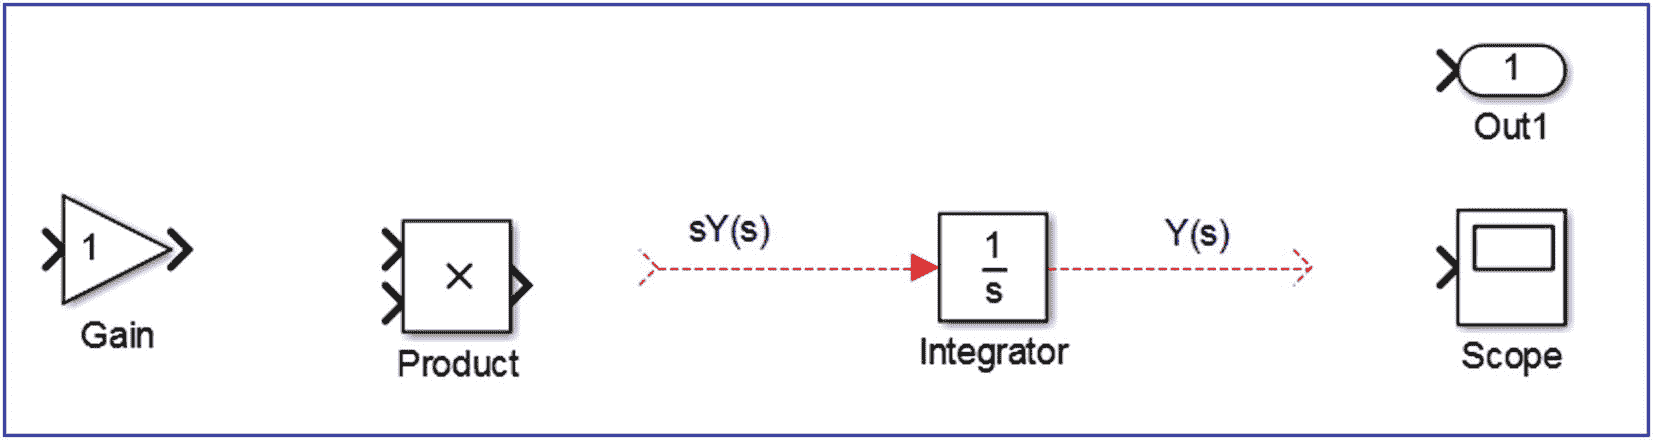 1
Out1
1
Gain
×
Product
sY(s)
1
s
Integrator
Y(s)
Scope